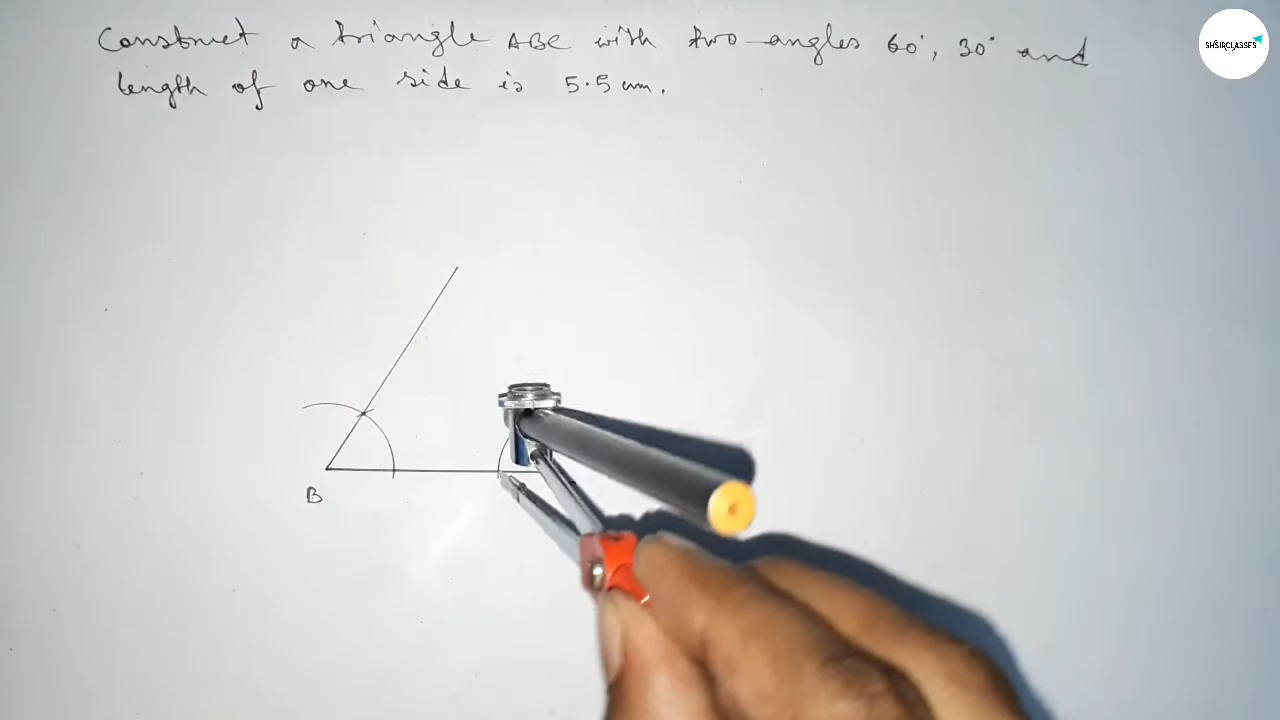 Construct a triangle ABC with two angles 60°, 30° and
length of one side is 5.5 cm.
SHSIRCLASSES
B